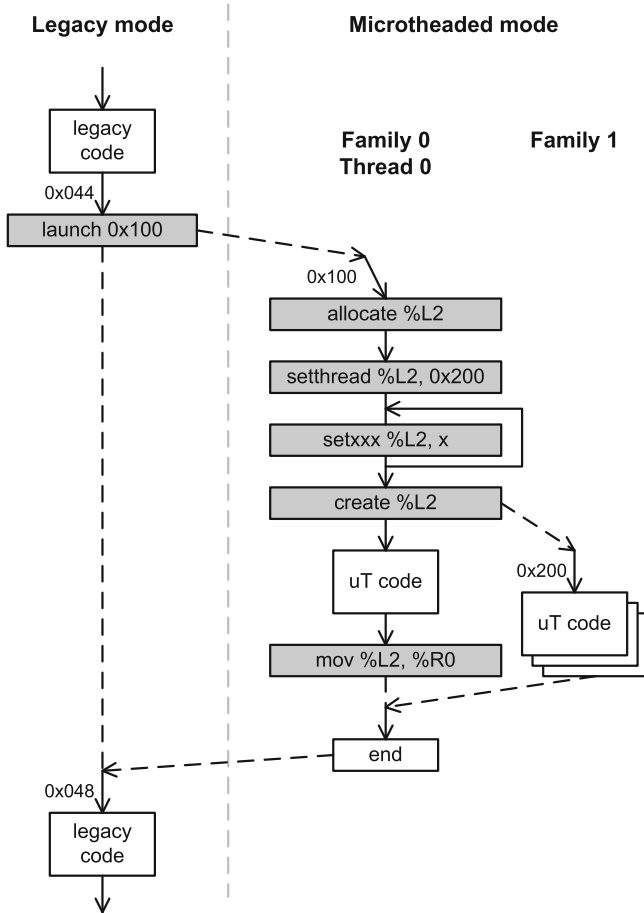 Legacy mode
Microtheaded mode
legacy
code
Family 0
Thread 0
Family 1
0x044
launch 0x100
0x100
allocate %L2
setthread %L2, 0x200
setxxx %L2, x
create %L2
0x200
uT code
uT code
mov %L2, %R0
end
0x048
legacy
code